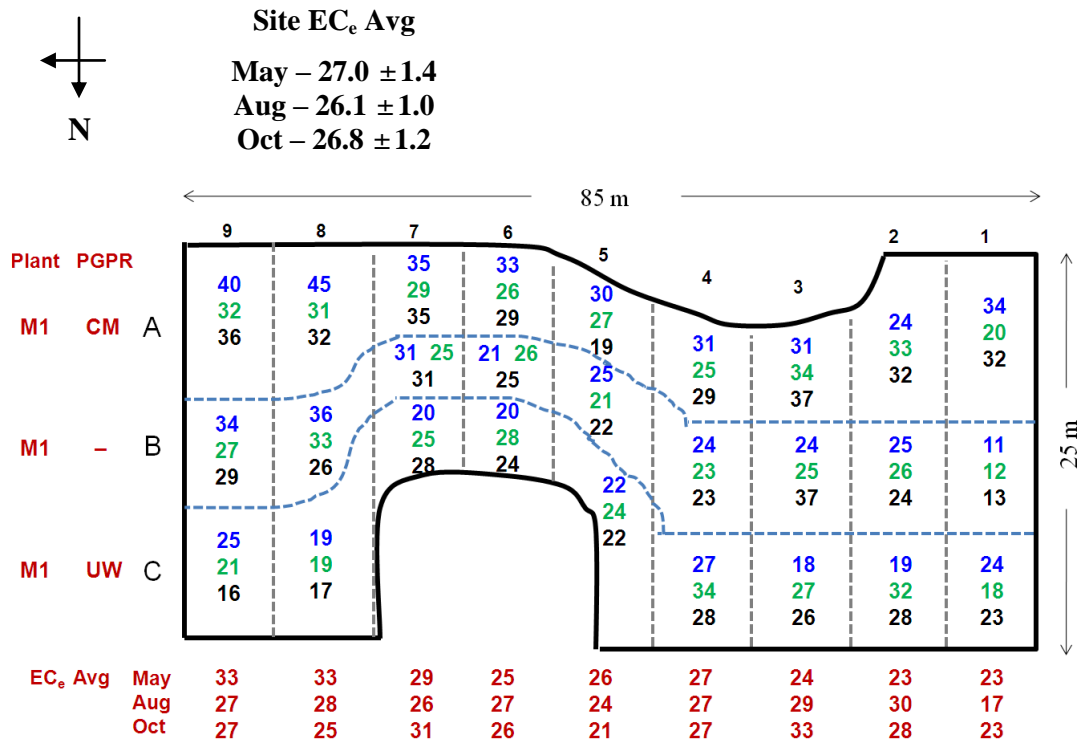 Site ECe Avg
May – 27.0 ±1.4
Aug – 26.1 ±1.0
Oct – 26.8 ±1.2
N
85 m
9 8 7 6 5 4 3 2 1
Plant PGPR
M1 CM A
40 45 35 33 30 31 31 24 34
32 31 29 26 27 25 34 33 20
36 32 35 29 19 29 37 32 32
M1 – B
34 36 31 21 25 24 24 25 11
27 33 25 26 21 23 25 26 12
29 26 31 25 22 23 37 24 13
M1 UW C
25 19 20 20 22 27 18 19 24
21 19 25 28 24 34 27 32 18
16 17 28 24 22 28 26 28 23
25 m
ECe Avg May 33 33 29 25 26 27 24 23 23
Aug 27 28 26 27 24 27 29 30 17
Oct 27 25 31 26 21 27 33 28 23